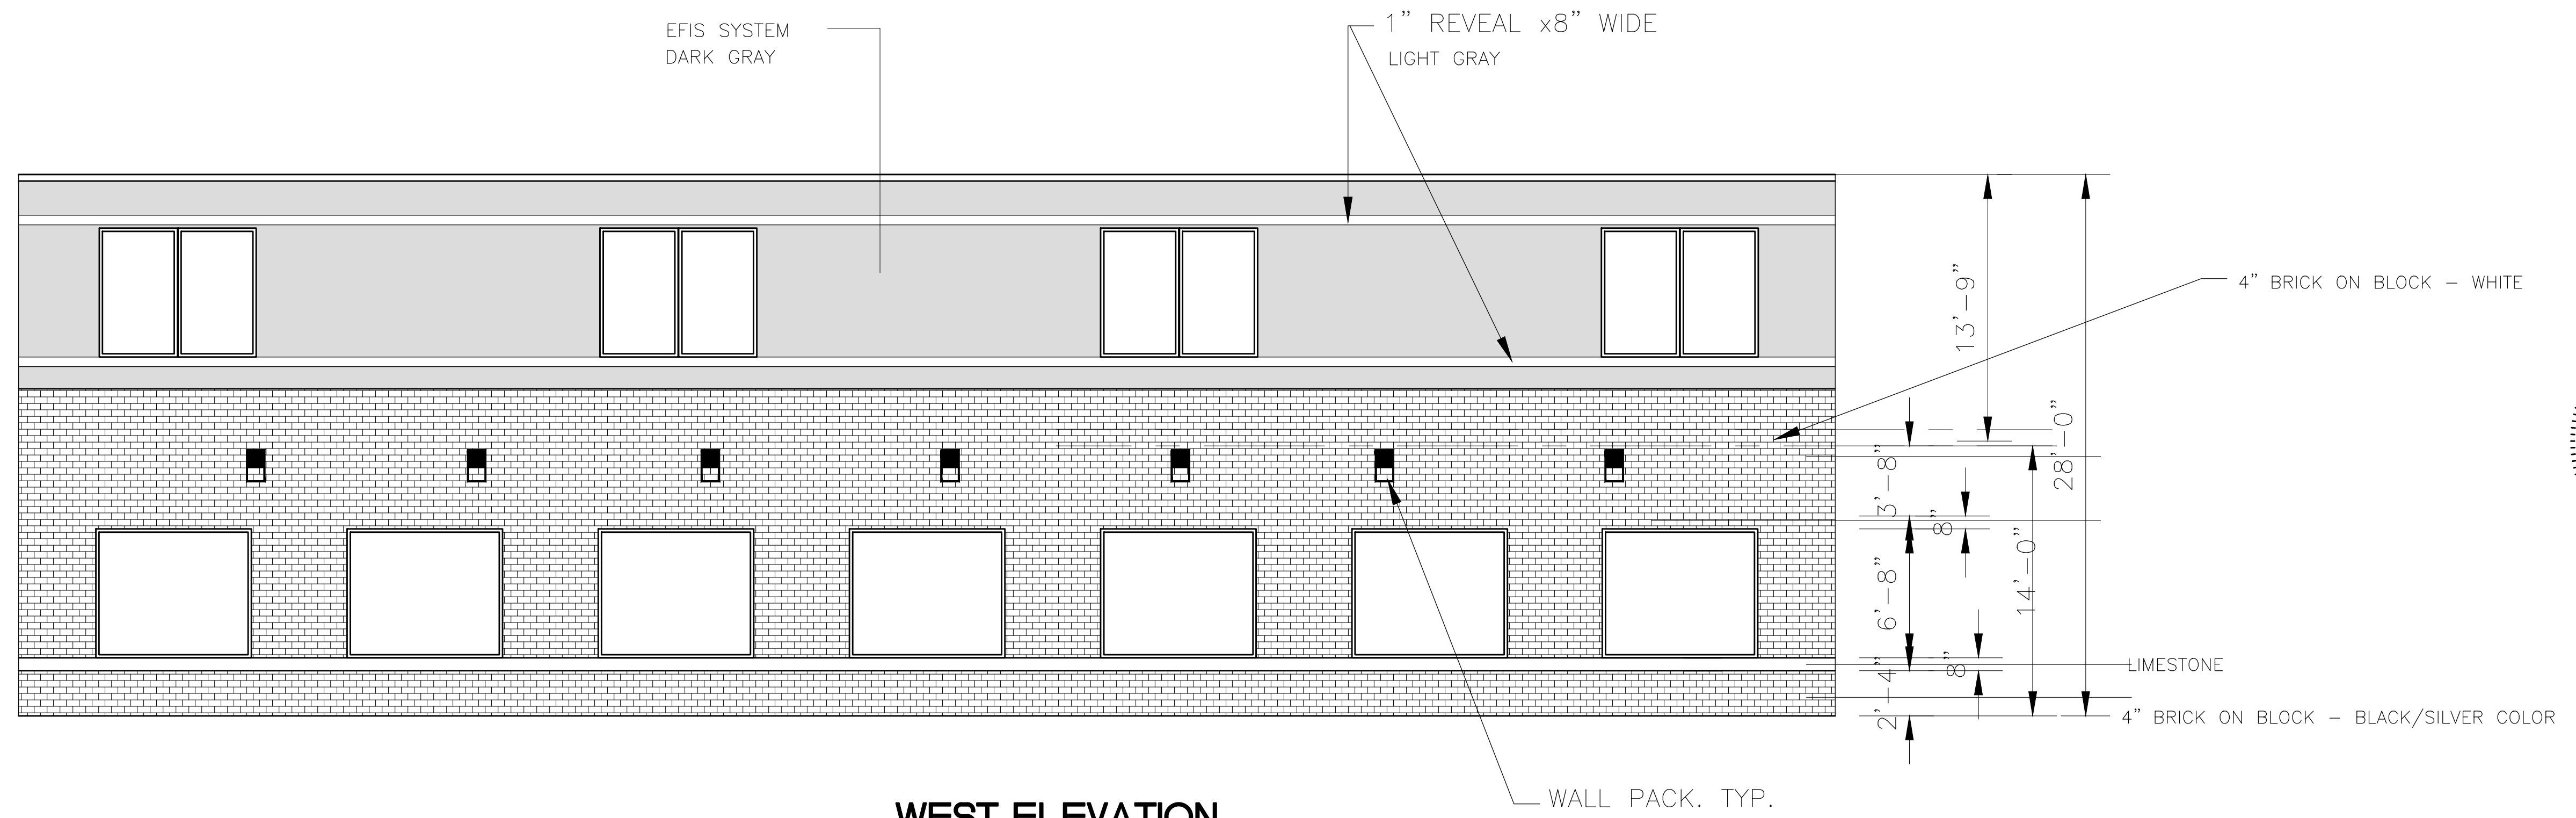 EFIS SYSTEM
DARK GRAY
1” REVEAL x8” WIDE
LIGHT GRAY
4” BRICK ON BLOCK – WHITE
13’–9”
28’–0”
3’–8”
8”
14’–0”
6’–8”
8”
2’–4”
LIMESTONE
4” BRICK ON BLOCK – BLACK/SILVER COLOR
WALL PACK. TYP.
WEST ELEVATION